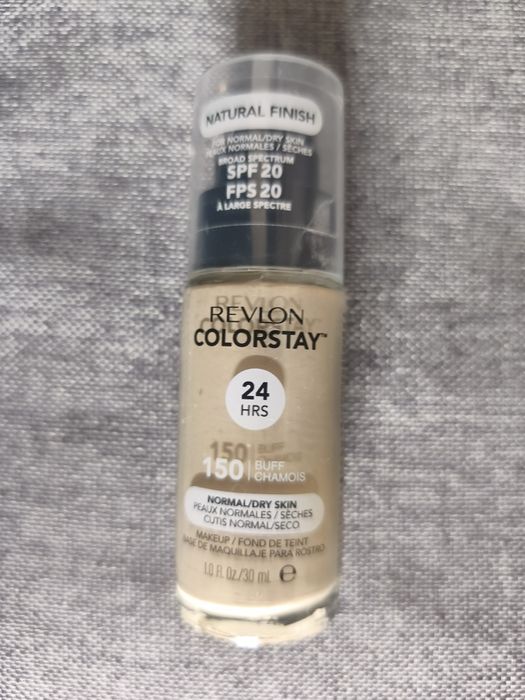 NATURAL FINISH
FOR NORMAL/DRY SKIN
PEAUX NORMALES / SÈCHES
BROAD SPECTRUM
SPF 20
FPS 20
À LARGE SPECTRE
REVLON
COLORSTAY™
24
HRS
150 | BUFF
CHAMOIS
NORMAL/DRY SKIN
PEAUX NORMALES / SÈCHES
CUTIS NORMAL/SECO
MAKEUP / FOND DE TEINT
BASE DE MAQUILLAJE PARA ROSTRO
1.0 FL OZ/30 mL ℮